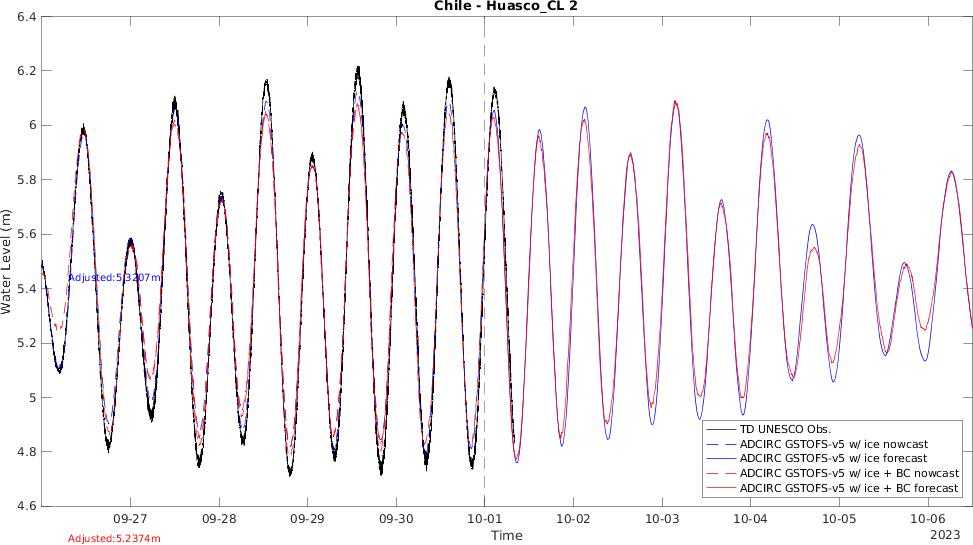 Chile - Huasco_CL 2
6.4
6.2
6
5.8
5.6
5.4
5.2
5
4.8
4.6
Water Level (m)
Adjusted:5.3207m
TD UNESCO Obs.
ADCIRC GSTOFS-v5 w/ ice nowcast
ADCIRC GSTOFS-v5 w/ ice forecast
ADCIRC GSTOFS-v5 w/ ice + BC nowcast
ADCIRC GSTOFS-v5 w/ ice + BC forecast
09-27 09-28 09-29 09-30 10-01 10-02 10-03 10-04 10-05 10-06
Time
2023
Adjusted:5.2374m